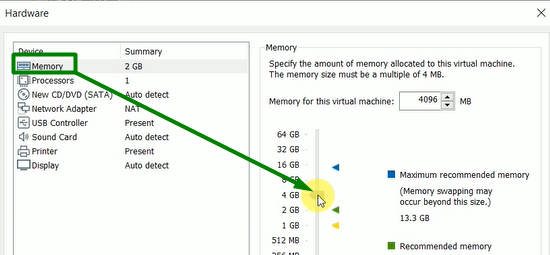 Hardware
Device Summary
Memory 2 GB
Processors 1
New CD/DVD (SATA) Auto detect
Network Adapter NAT
USB Controller Present
Sound Card Auto detect
Printer Present
Display Auto detect
Memory
Specify the amount of memory allocated to this virtual machine.
The memory size must be a multiple of 4 MB.
Memory for this virtual machine: 4096 MB
64 GB
32 GB
16 GB
8 GB
4 GB
2 GB
1 GB
512 MB
256 MB
Maximum recommended memory
(Memory swapping may
occur beyond this size.)
13.3 GB
Recommended memory